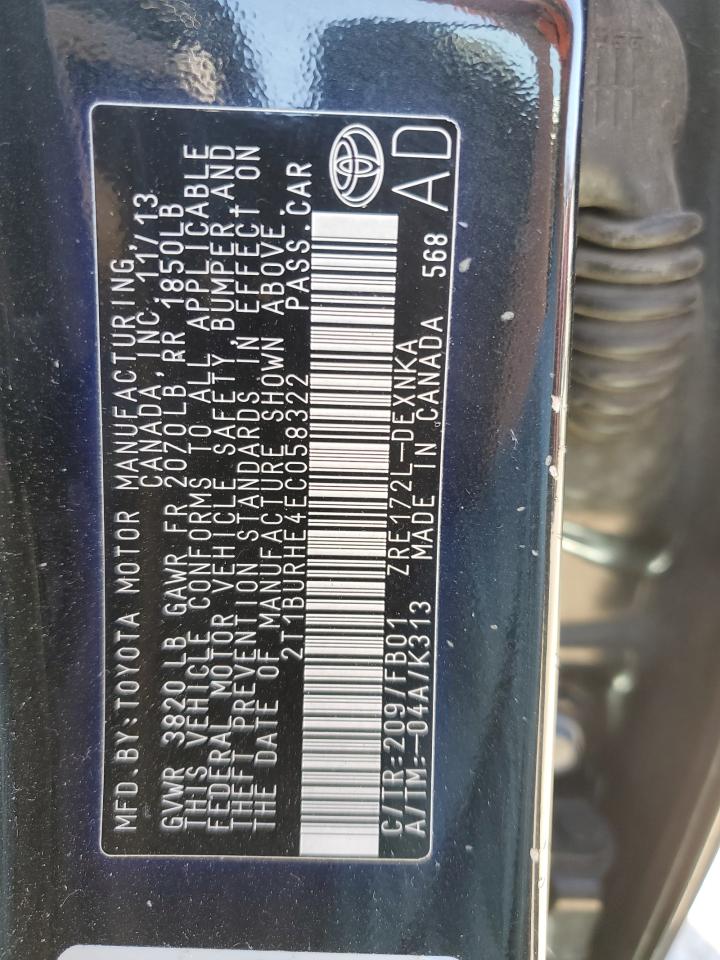 MFD.BY:TOYOTA MOTOR MANUFACTURING,
CANADA, INC. 11/13
GVWR 3820LB GAWR FR 2070LB,RR 1850LB
THIS VEHICLE CONFORMS TO ALL APPLICABLE
FEDERAL MOTOR VEHICLE SAFETY,BUMPER,AND
THEFT PREVENTION STANDARDS IN EFFECT ON
THE DATE OF MANUFACTURE SHOWN ABOVE.
2T1BURHE4EC058322 PASS.CAR
C/TR:209/FB01 ZRE172L-DEXNKA
A/TM:-04A/K313 MADE IN CANADA 568
AD